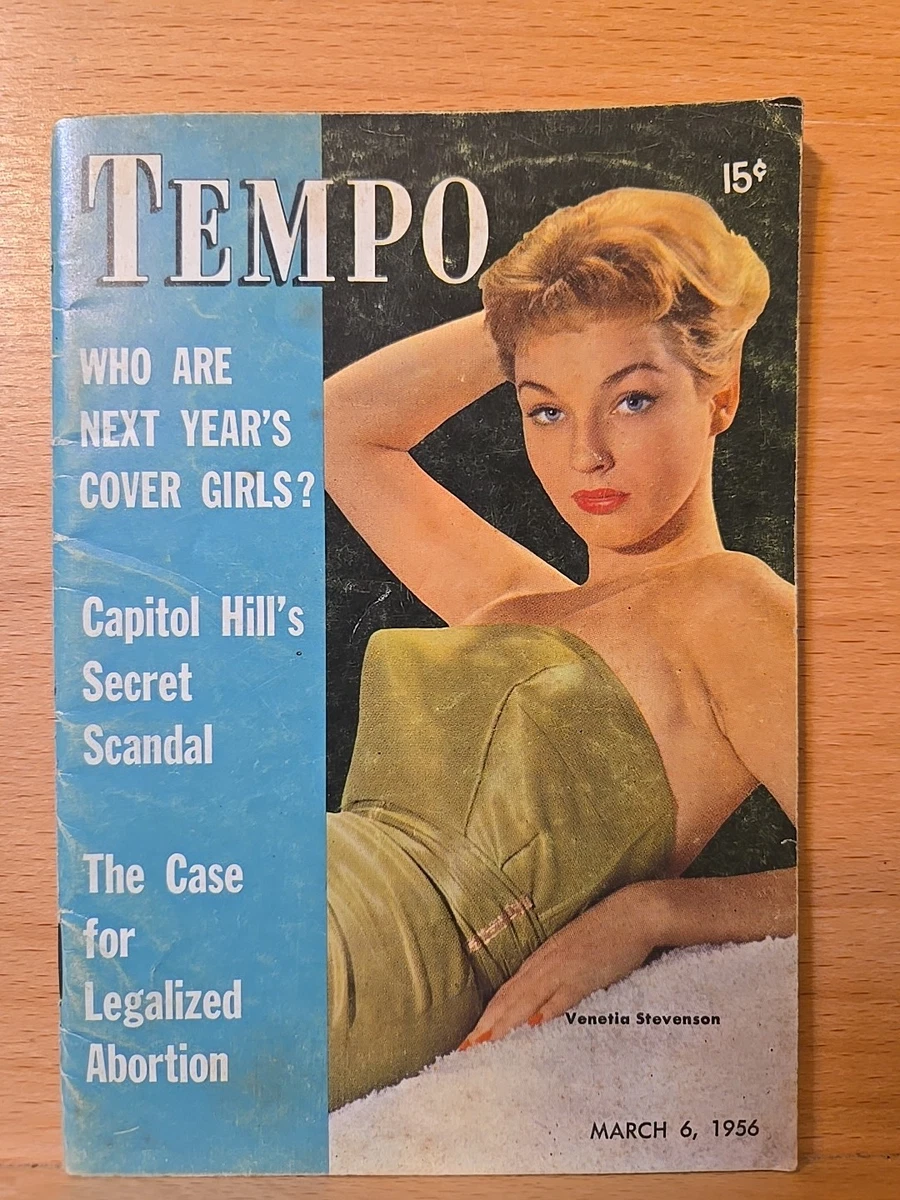 TEMPO
15¢
WHO ARE
NEXT YEAR'S
COVER GIRLS?
Capitol Hill's
Secret
Scandal
The Case
for
Legalized
Abortion
Venetia Stevenson
MARCH 6, 1956